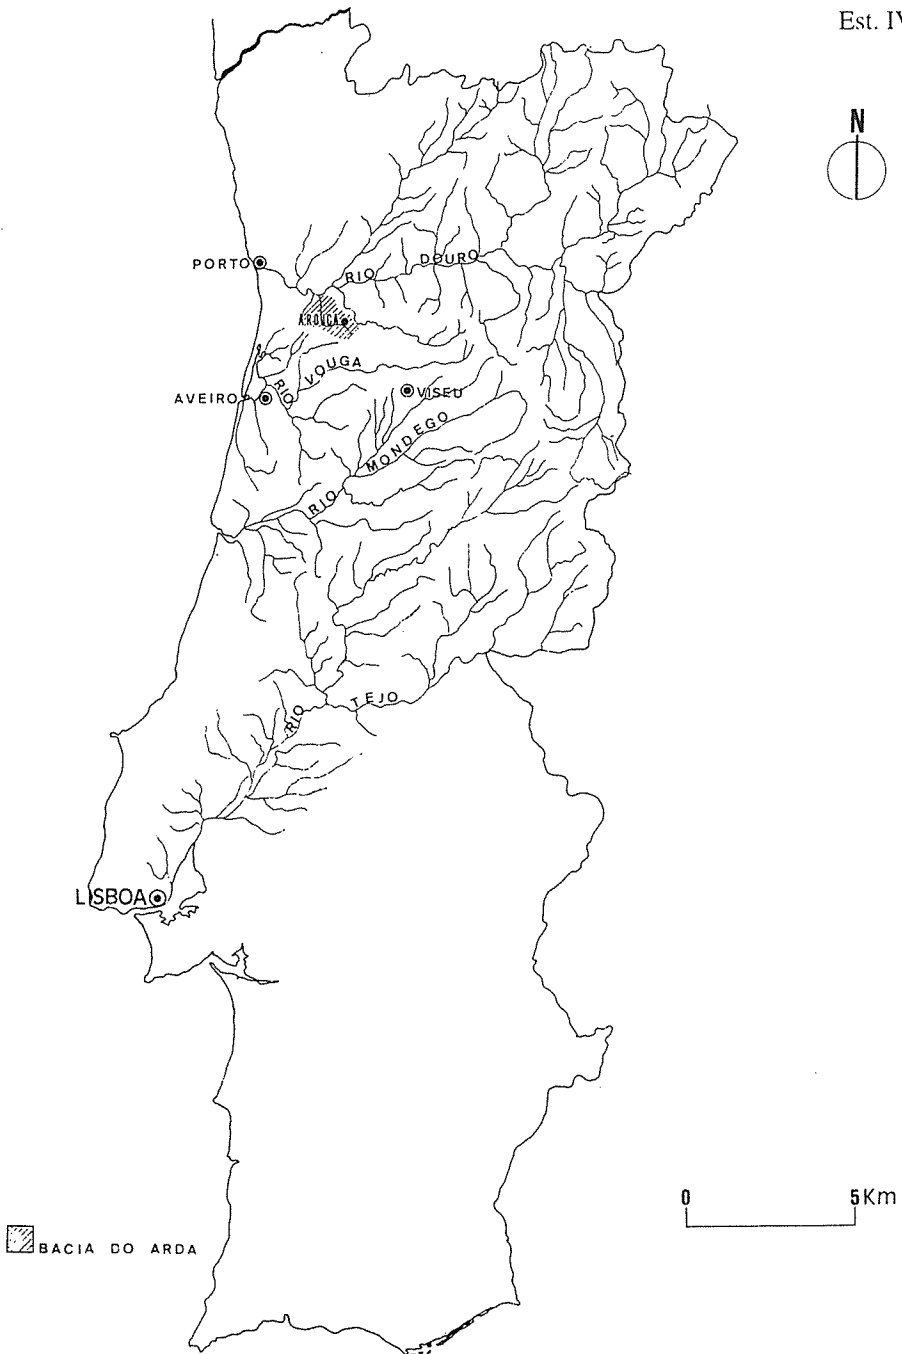 Est. IV
N
PORTO
RIO DOURO
AROUCA
RIO VOUGA
AVEIRO
VISEU
RIO MONDEGO
RIO TEJO
LISBOA
0 5Km
BACIA DO ARDA